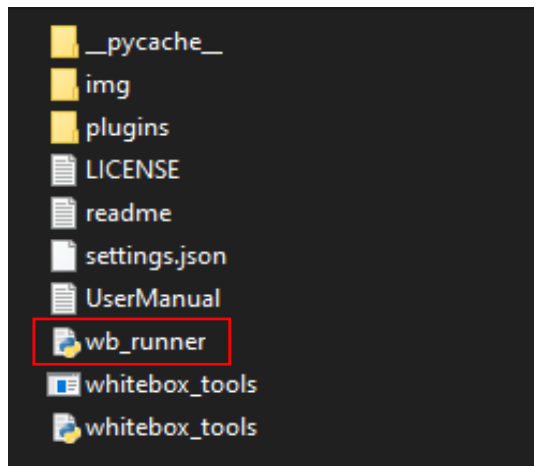 __pycache__
img
plugins
LICENSE
readme
settings.json
UserManual
wb_runner
whitebox_tools
whitebox_tools